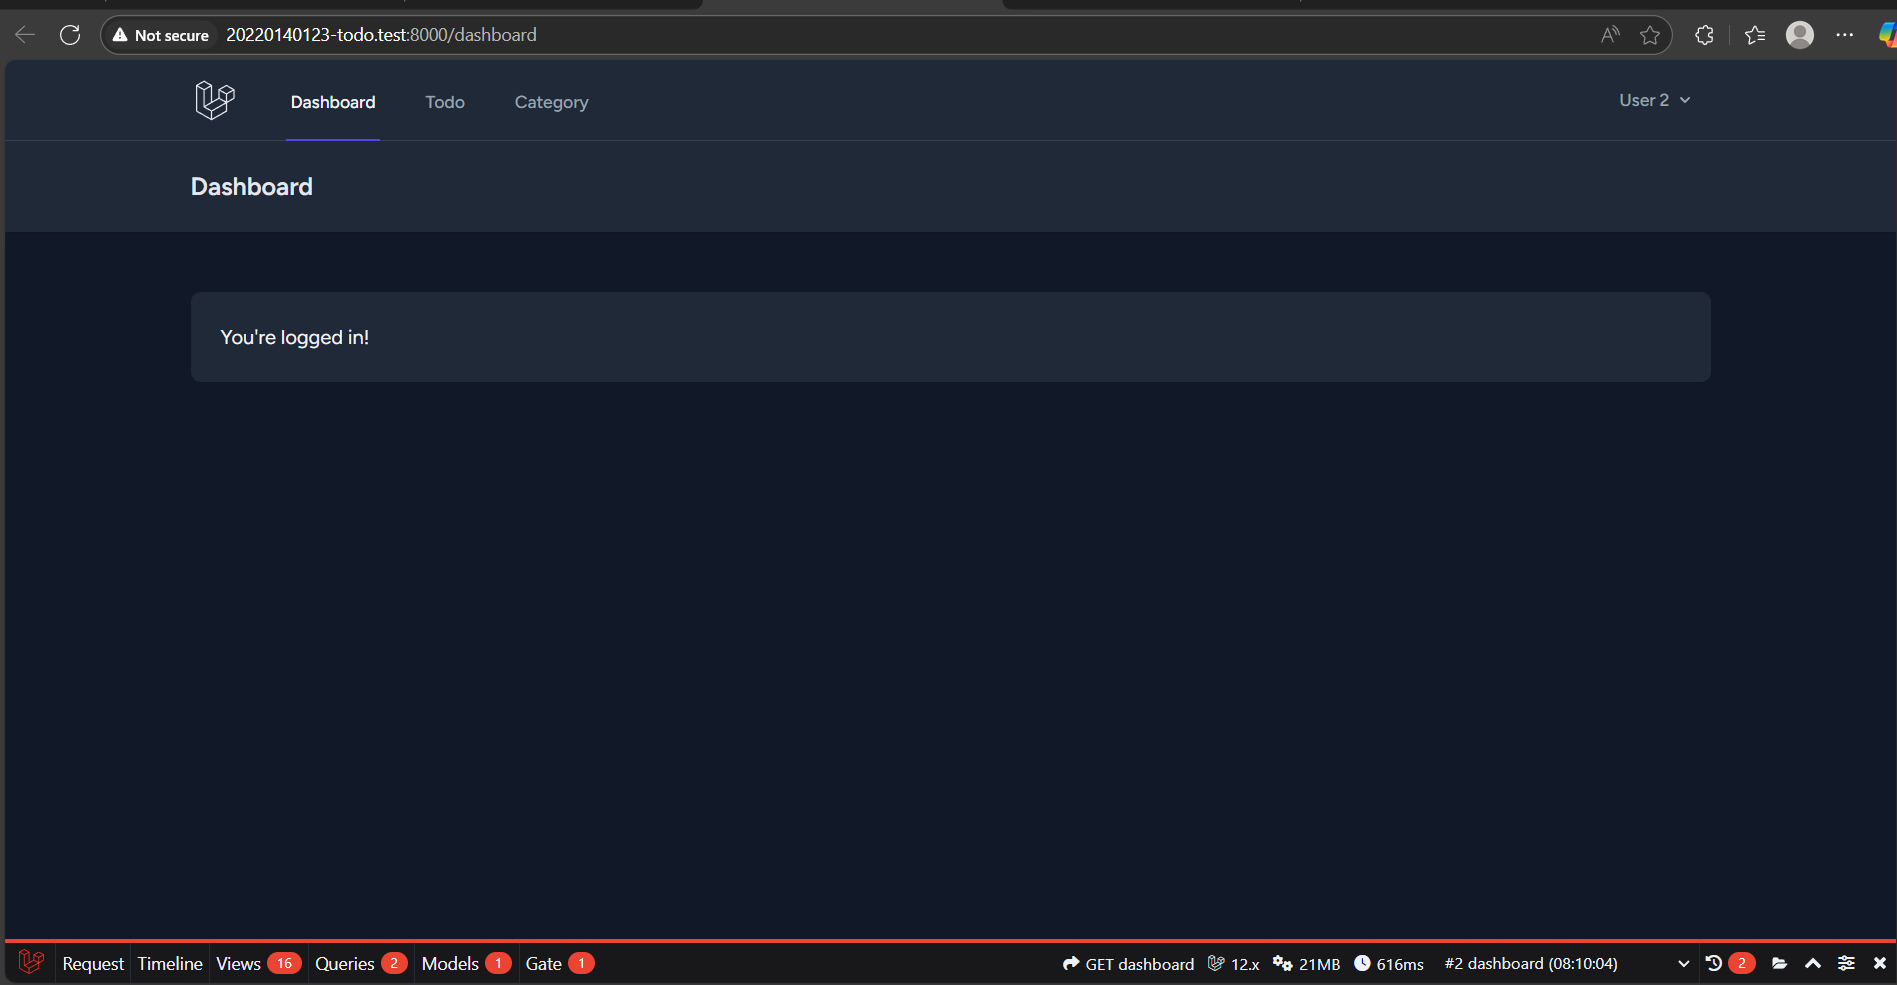 Not secure 20220140123-todo.test:8000/dashboard
Dashboard Todo Category User 2
Dashboard
You're logged in!
Request Timeline Views 16 Queries 2 Models 1 Gate 1 GET dashboard 12.x 21MB 616ms #2 dashboard (08:10:04) 2